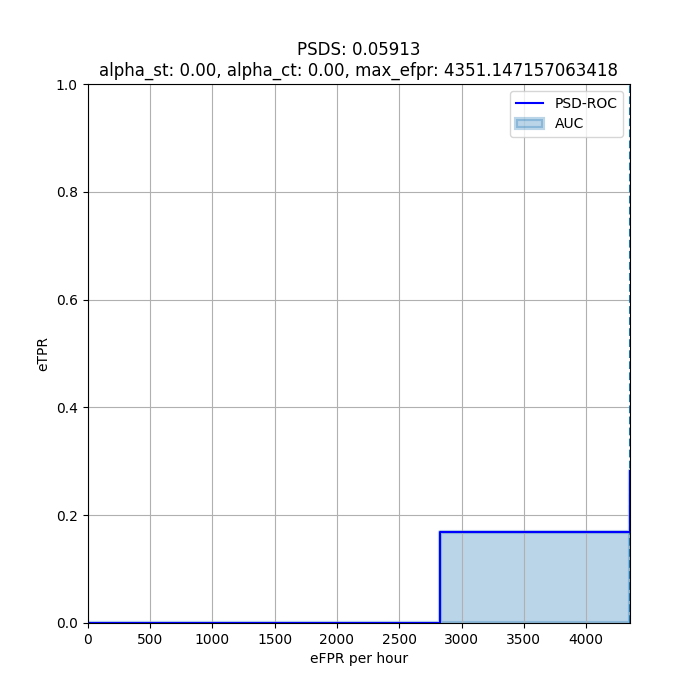 PSDS: 0.05913
alpha_st: 0.00, alpha_ct: 0.00, max_efpr: 4351.147157063418
PSD-ROC
AUC
1.0
0.8
0.6
0.4
0.2
0.0
eTPR
0 500 1000 1500 2000 2500 3000 3500 4000
eFPR per hour